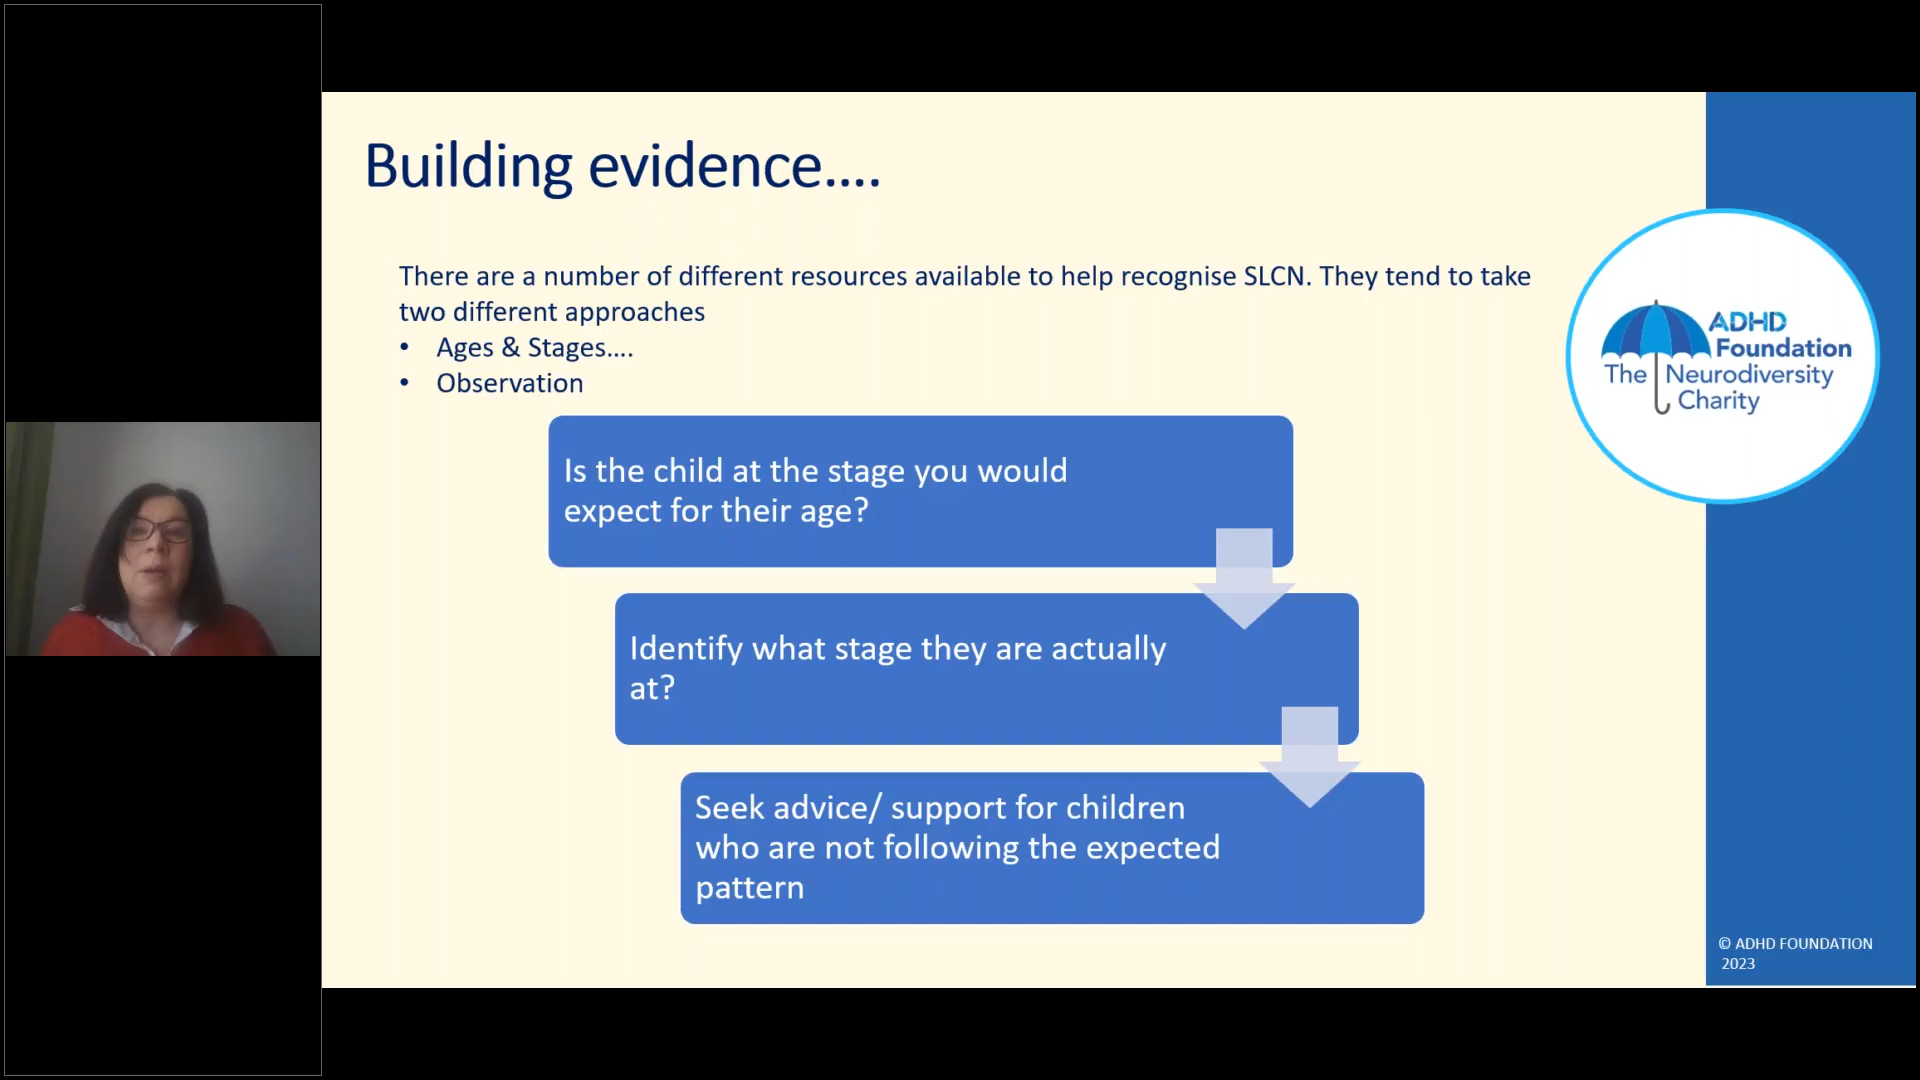 Building evidence....
There are a number of different resources available to help recognise SLCN. They tend to take
two different approaches
• Ages & Stages....
• Observation
Is the child at the stage you would
expect for their age?
Identify what stage they are actually
at?
Seek advice/ support for children
who are not following the expected
pattern
ADHD
Foundation
The Neurodiversity
Charity
© ADHD FOUNDATION
2023